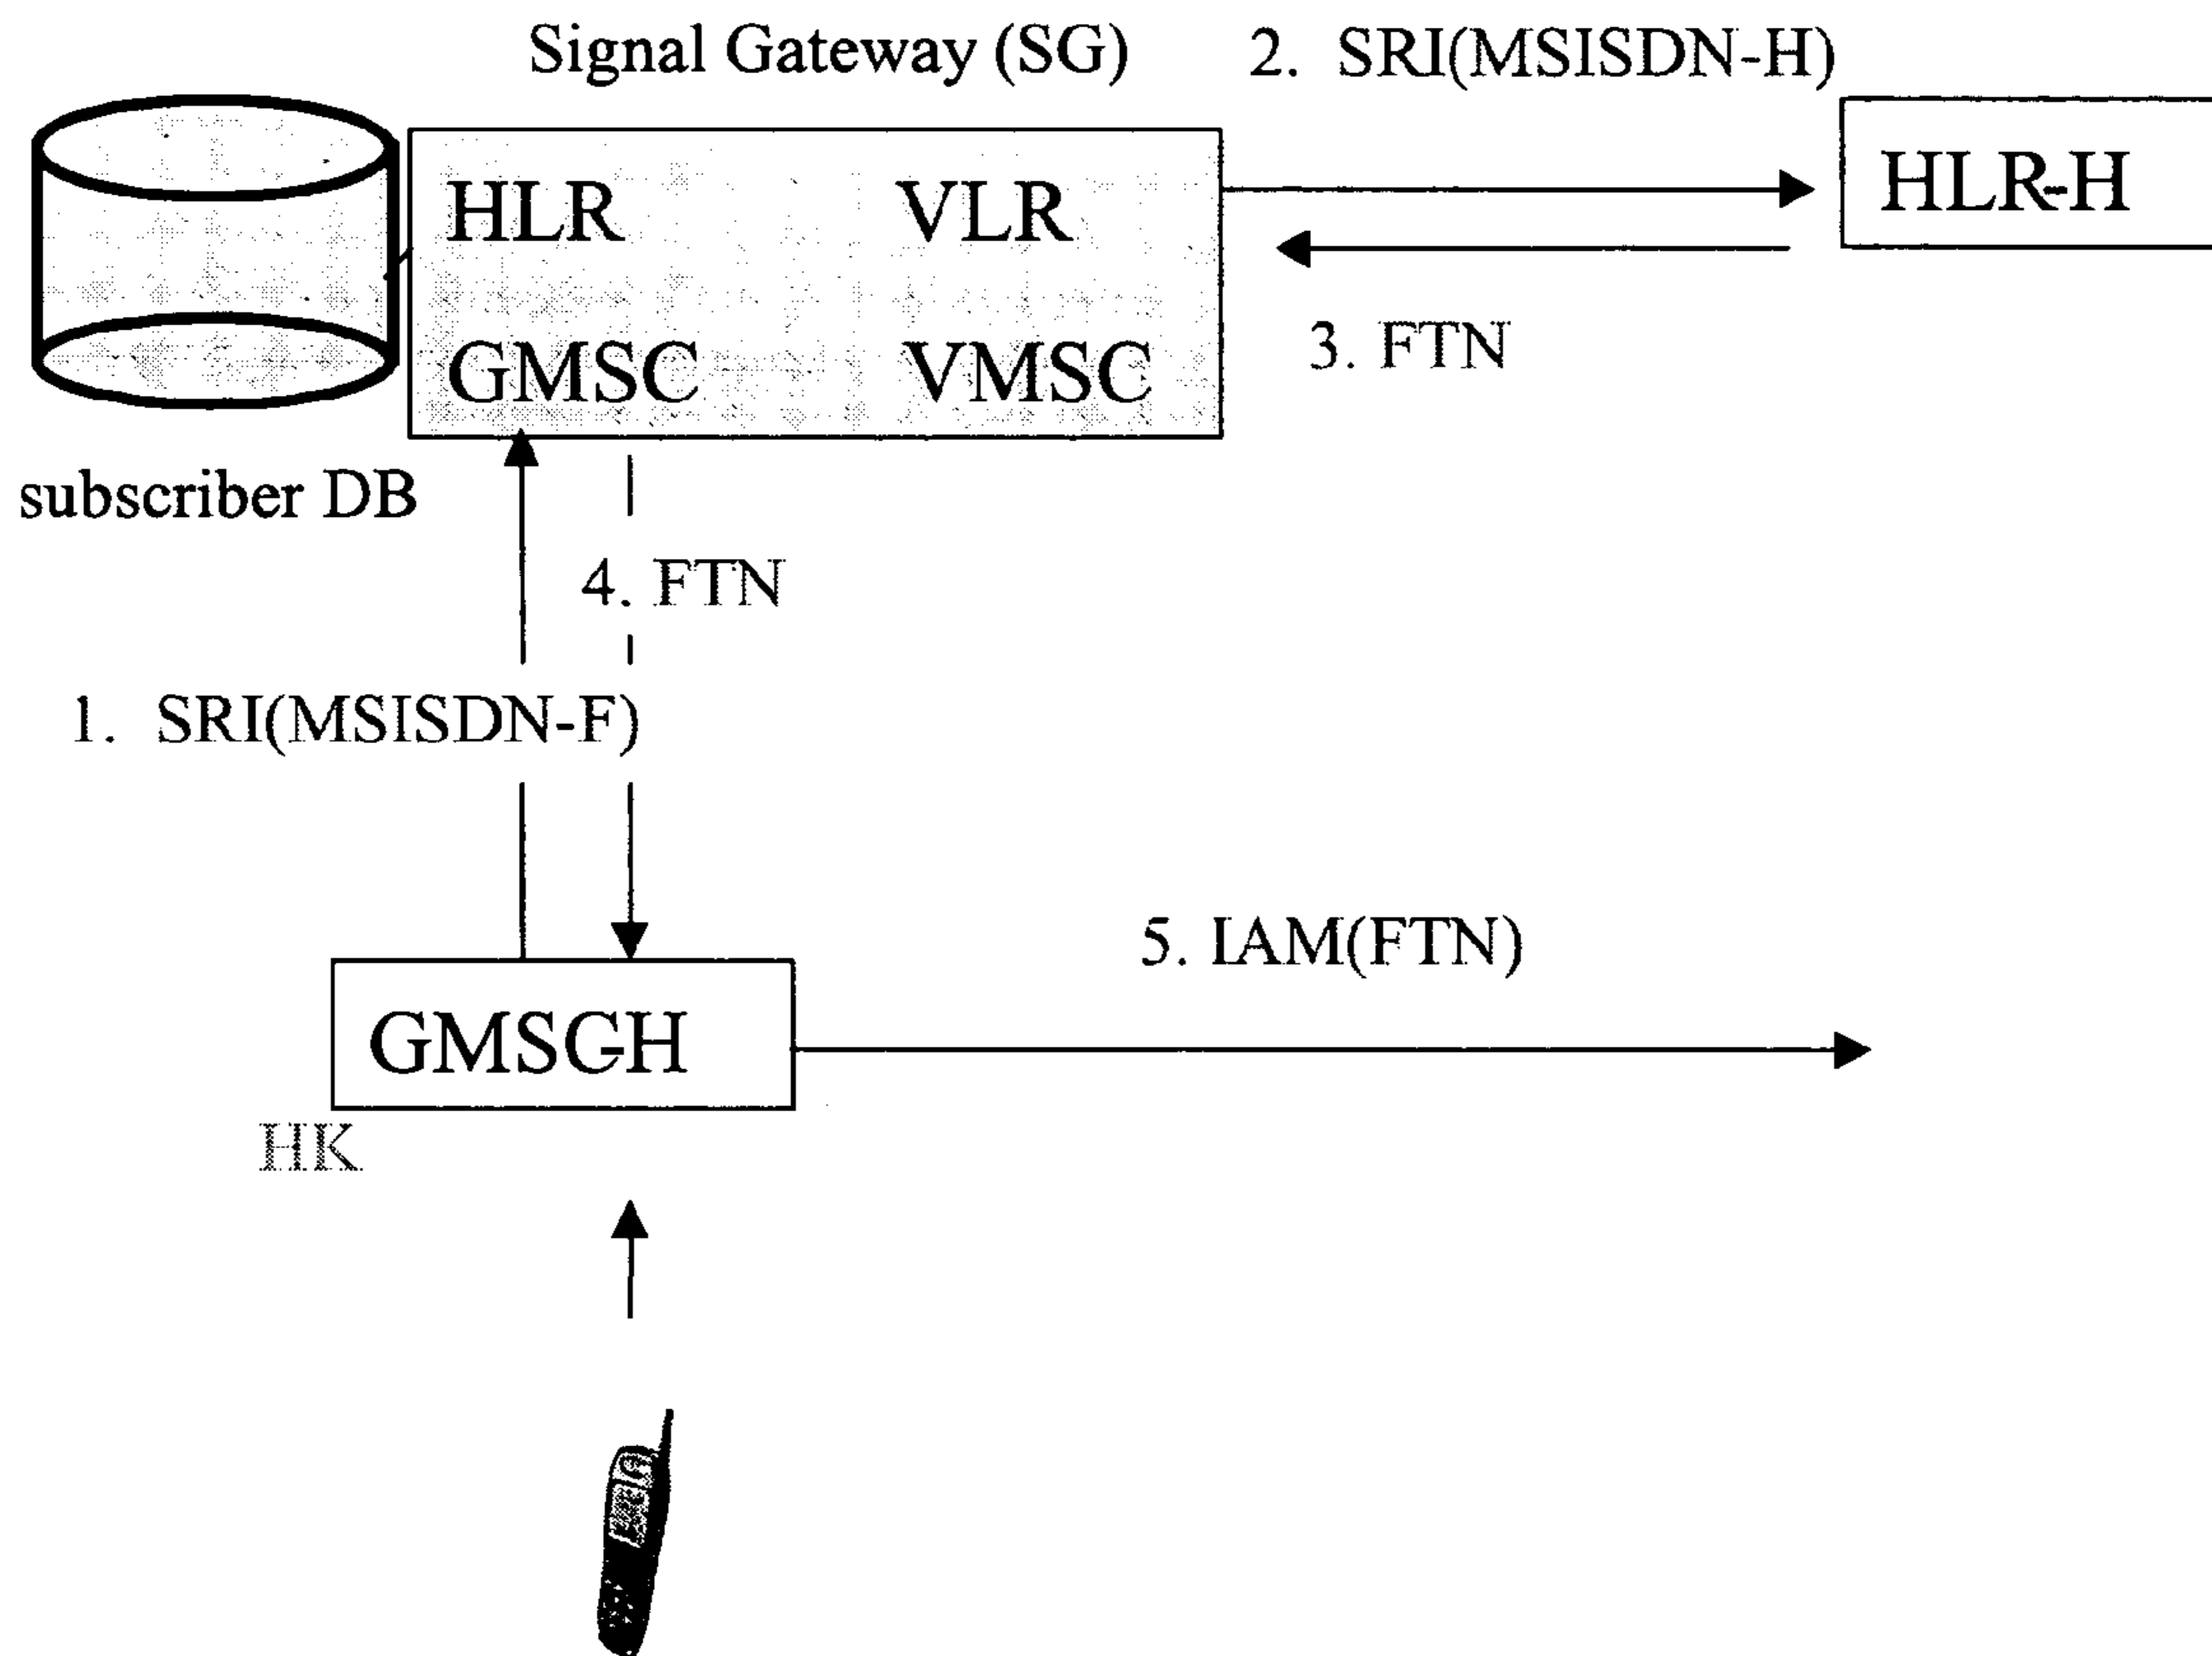 Signal Gateway (SG)
2. SRI(MSISDN-H)
HLR
VLR
HLR-H
GMSC
VMSC
3. FTN
subscriber DB
4. FTN
1. SRI(MSISDN-F)
5. IAM(FTN)
GMSC-H
HK